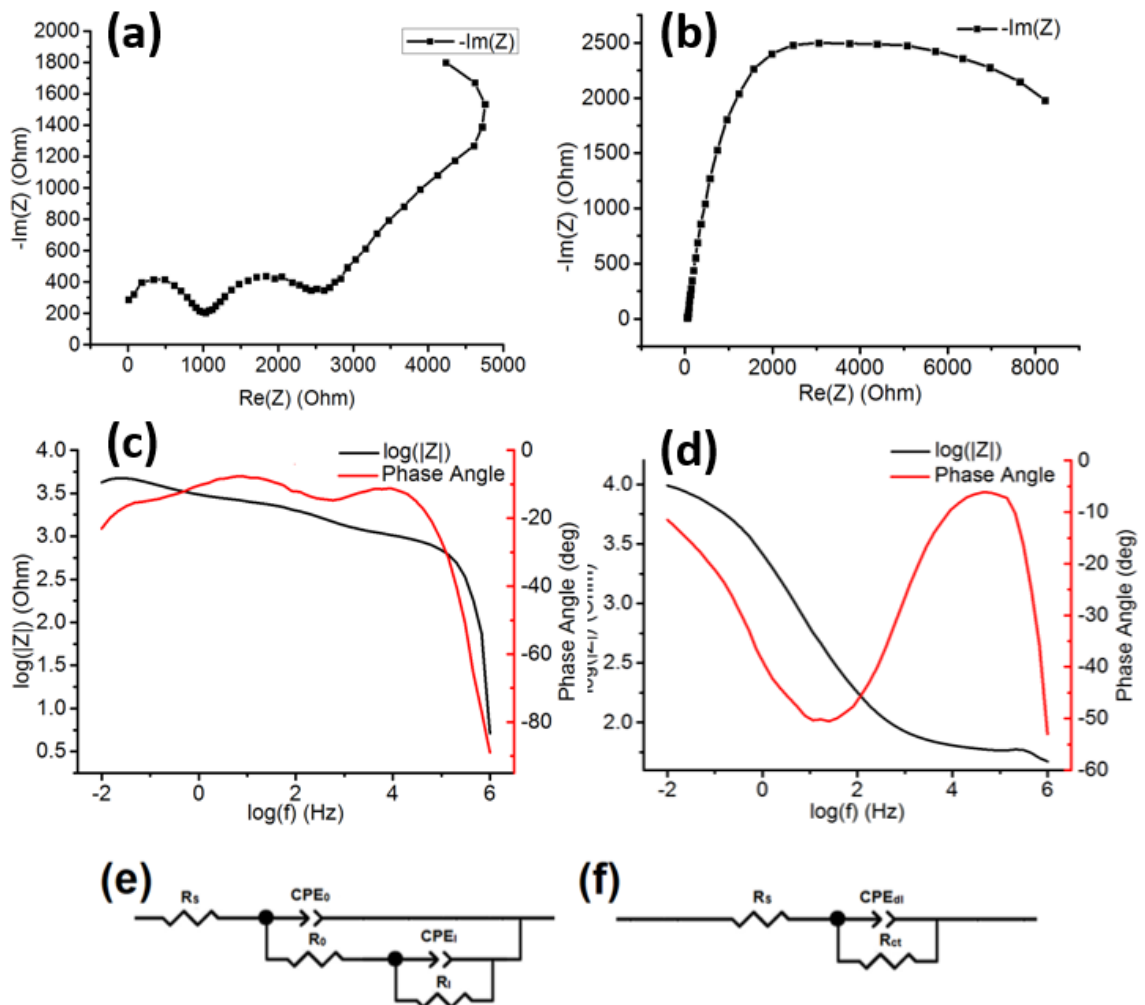 (a)
-Im(Z)
2000
1800
1600
1400
1200
1000
800
600
400
200
0
-Im(Z) (Ohm)
0 1000 2000 3000 4000 5000
Re(Z) (Ohm)
(b)
-Im(Z)
2500
2000
1500
1000
500
0
-Im(Z) (Ohm)
0 2000 4000 6000 8000
Re(Z) (Ohm)
(c)
log(|Z|)
Phase Angle
4.0
3.5
3.0
2.5
2.0
1.5
1.0
0.5
log(|Z|) (Ohm)
0
-20
-40
-60
-80
Phase Angle (deg)
-2 0 2 4 6
log(f) (Hz)
(d)
log(|Z|)
Phase Angle
4.0
3.5
3.0
2.5
2.0
log(|Z|) (Ohm)
0
-10
-20
-30
-40
-50
-60
Phase Angle (deg)
-2 0 2 4 6
log(f) (Hz)
(e)
Rs CPE0
R0 CPEI
RI
(f)
Rs CPEdl
Rct